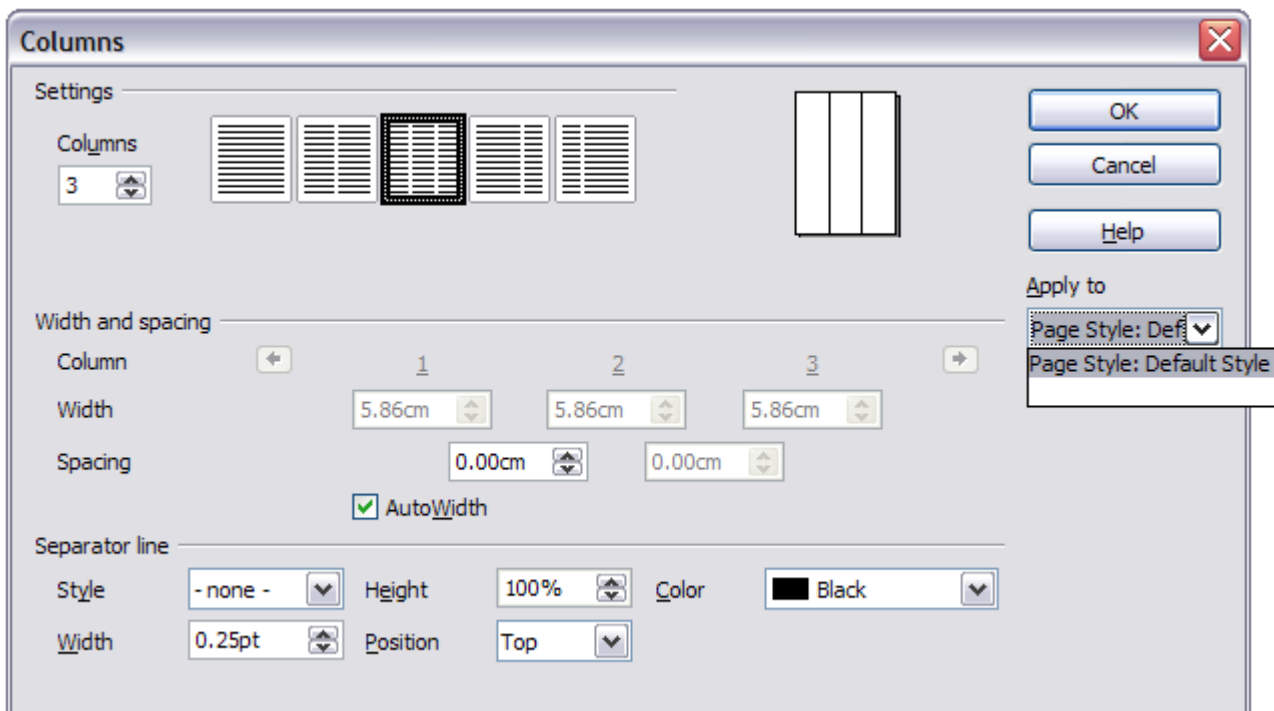 Columns
Settings
Columns
3
OK
Cancel
Help
Apply to
Page Style: Def
Page Style: Default Style
Width and spacing
Column 1 2 3
Width 5.86cm 5.86cm 5.86cm
Spacing 0.00cm 0.00cm
AutoWidth
Separator line
Style - none - Height 100% Color Black
Width 0.25pt Position Top